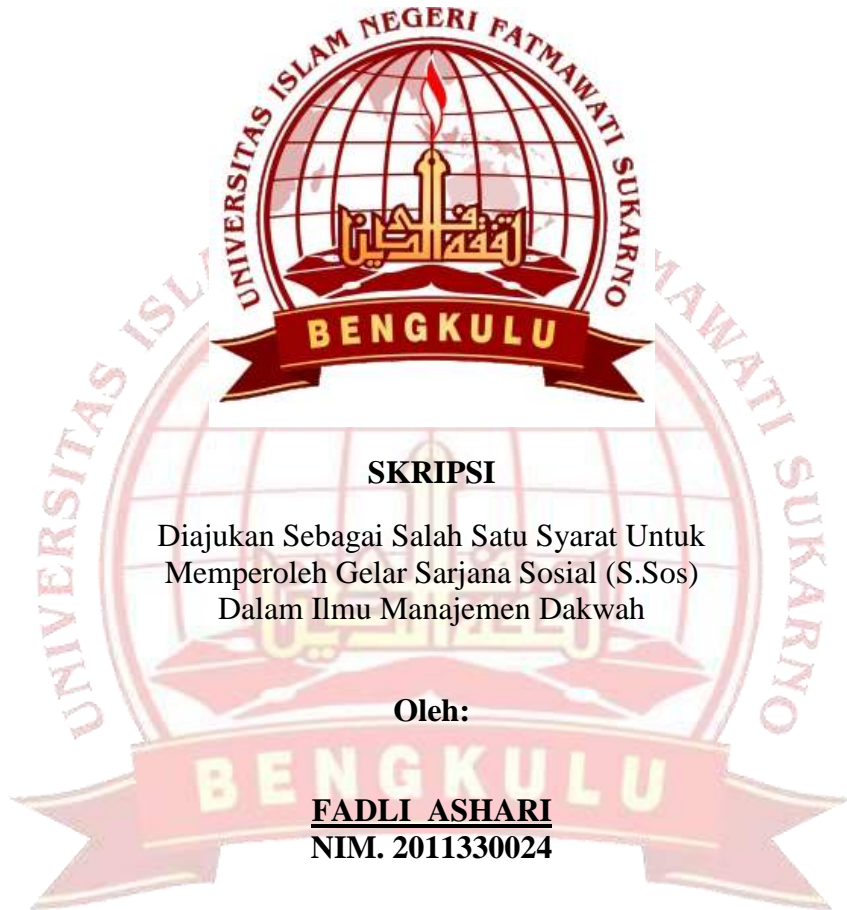 UNIVERSITAS ISLAM NEGERI FATMAWATI SUKARNO
BENGKULU
SKRIPSI
Diajukan Sebagai Salah Satu Syarat Untuk
Memperoleh Gelar Sarjana Sosial (S.Sos)
Dalam Ilmu Manajemen Dakwah
Oleh:
FADLI ASHARI
NIM. 2011330024